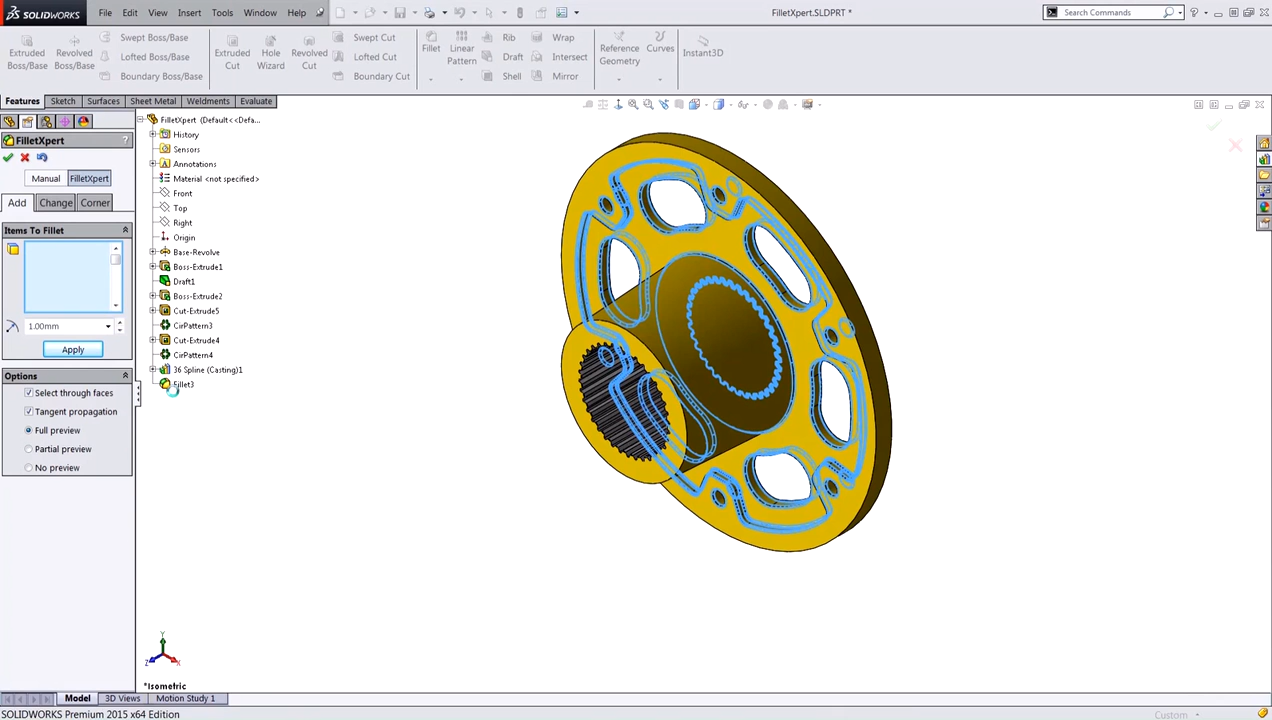 SOLIDWORKS
File Edit View Insert Tools Window Help
FilletXpert.SLDPRT *
Search Commands
Extruded Boss/Base
Revolved Boss/Base
Swept Boss/Base
Lofted Boss/Base
Boundary Boss/Base
Extruded Cut
Hole Wizard
Revolved Cut
Swept Cut
Lofted Cut
Boundary Cut
Fillet
Linear Pattern
Rib
Draft
Shell
Wrap
Intersect
Mirror
Reference Geometry
Curves
Instant3D
Features Sketch Surfaces Sheet Metal Weldments Evaluate
FilletXpert ?
Manual FilletXpert
Add Change Corner
Items To Fillet
1.00mm
Apply
Options
Select through faces
Tangent propagation
Full preview
Partial preview
No preview
FilletXpert (Default<<Defa...
History
Sensors
Annotations
Material <not specified>
Front
Top
Right
Origin
Base-Revolve
Boss-Extrude1
Draft1
Boss-Extrude2
Cut-Extrude5
CirPattern3
Cut-Extrude4
CirPattern4
36 Spline (Casting)1
Fillet3
Y
Z X
*Isometric
Model 3D Views Motion Study 1
SOLIDWORKS Premium 2015 x64 Edition
Custom